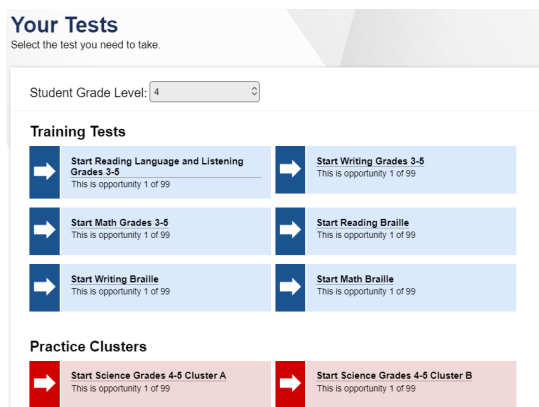 Your Tests
Select the test you need to take.
Student Grade Level: 4
Training Tests
Start Reading Language and Listening
Grades 3-5
This is opportunity 1 of 99
Start Writing Grades 3-5
This is opportunity 1 of 99
Start Math Grades 3-5
This is opportunity 1 of 99
Start Reading Braille
This is opportunity 1 of 99
Start Writing Braille
This is opportunity 1 of 99
Start Math Braille
This is opportunity 1 of 99
Practice Clusters
Start Science Grades 4-5 Cluster A
This is opportunity 1 of 99
Start Science Grades 4-5 Cluster B
This is opportunity 1 of 99